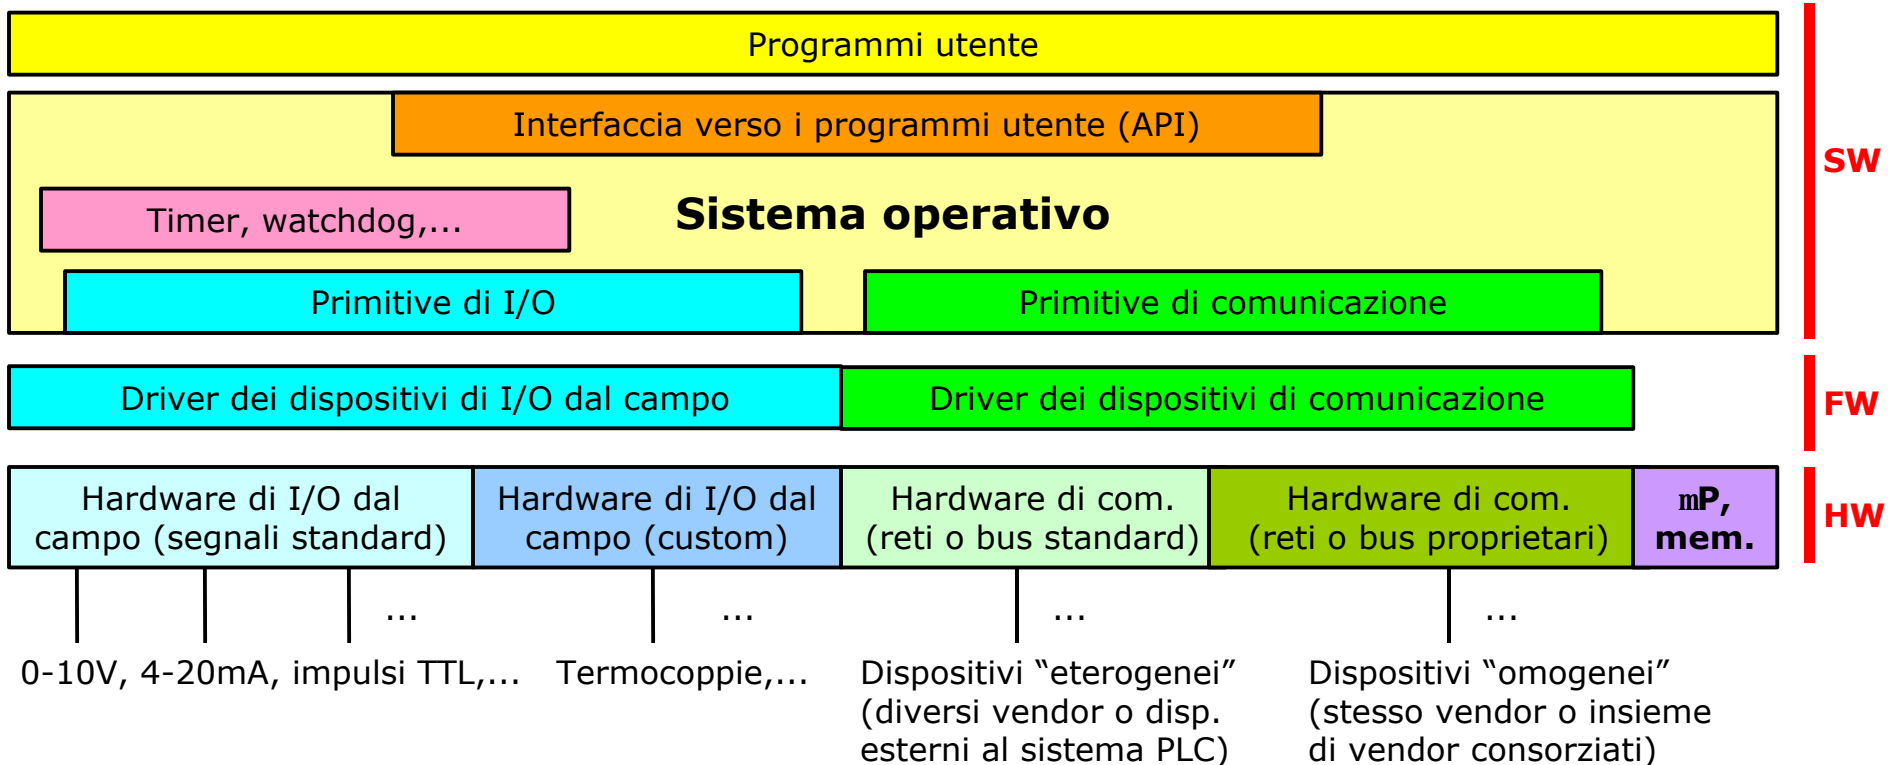 Programmi utente
Interfaccia verso i programmi utente (API)
SW
Timer, watchdog,...
Sistema operativo
Primitive di I/O
Primitive di comunicazione
Driver dei dispositivi di I/O dal campo
Driver dei dispositivi di comunicazione
FW
Hardware di I/O dal
campo (segnali standard)
Hardware di I/O dal
campo (custom)
Hardware di com.
(reti o bus standard)
Hardware di com.
(reti o bus proprietari)
mP,
mem.
HW
...
...
...
...
0-10V, 4-20mA, impulsi TTL,...
Termocoppie,...
Dispositivi “eterogenei”
(diversi vendor o disp.
esterni al sistema PLC)
Dispositivi “omogenei”
(stesso vendor o insieme
di vendor consorziati)